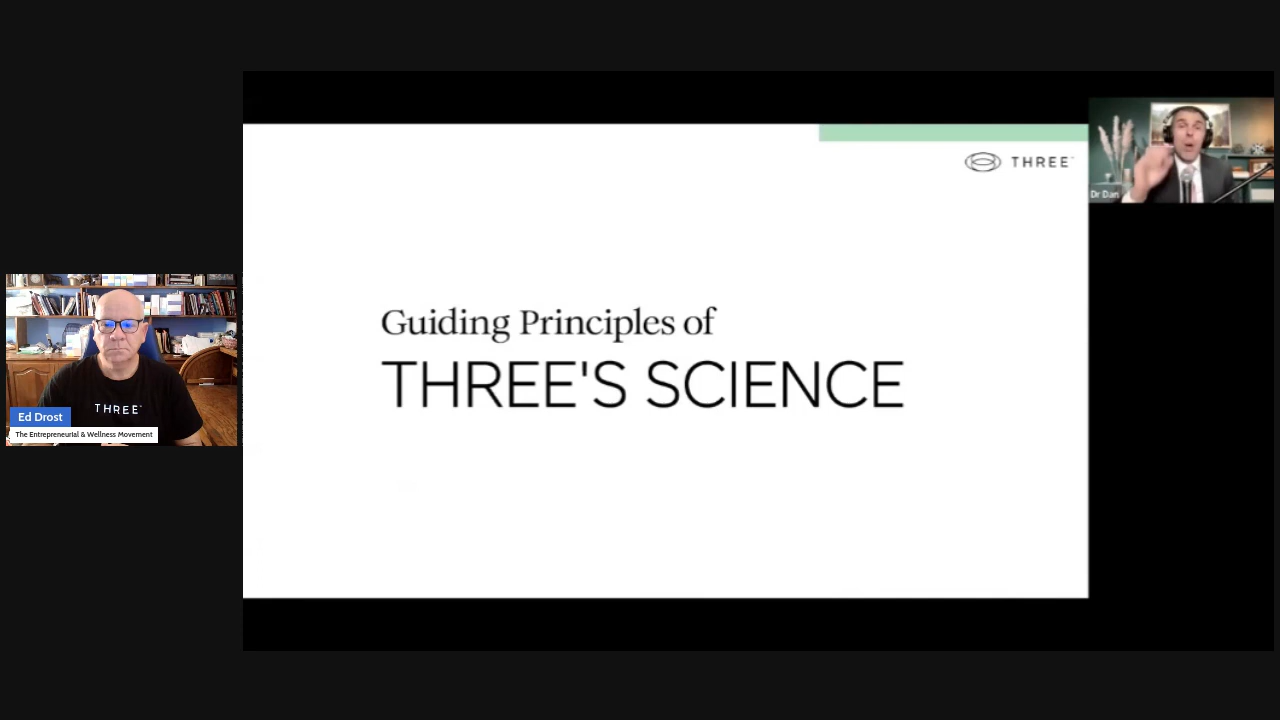 THREE
Dr Dan
Guiding Principles of
THREE'S SCIENCE
THREE
Ed Drost
The Entrepreneurial & Wellness Movement